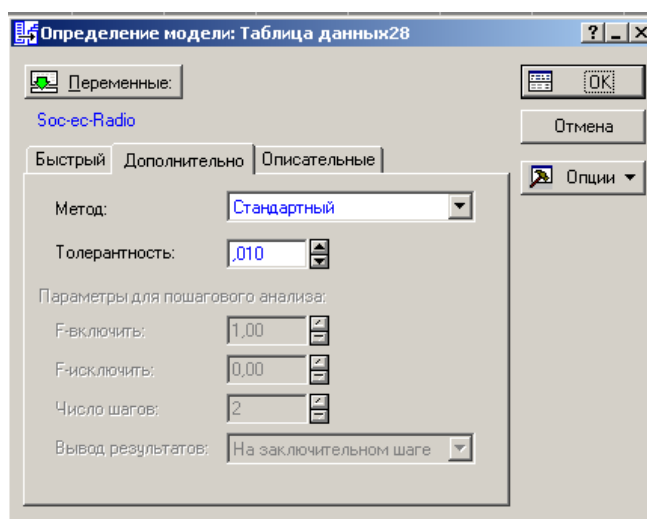 Определение модели: Таблица данных28
Переменные:
OK
Soc-ec-Radio
Отмена
Быстрый Дополнительно Описательные
Опции
Метод: Стандартный
Толерантность: ,010
Параметры для пошагового анализа:
F-включить: 1,00
F-исключить: 0,00
Число шагов: 2
Вывод результатов: На заключительном шаге